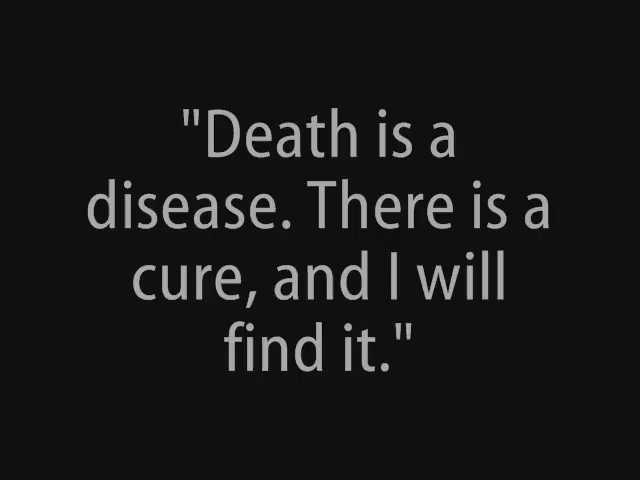 "Death is a
disease. There is a
cure, and I will
find it."